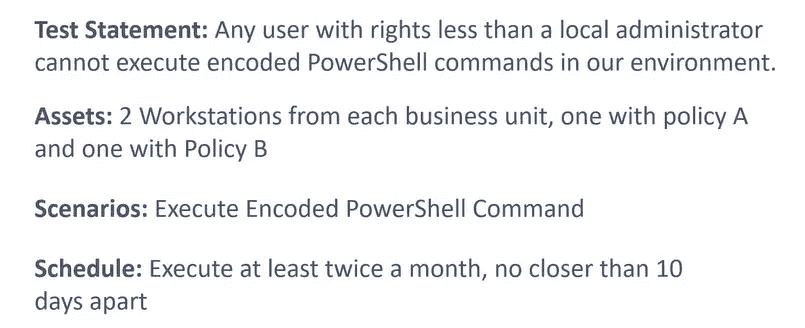 Test Statement: Any user with rights less than a local administrator
cannot execute encoded PowerShell commands in our environment.
Assets: 2 Workstations from each business unit, one with policy A
and one with Policy B
Scenarios: Execute Encoded PowerShell Command
Schedule: Execute at least twice a month, no closer than 10
days apart